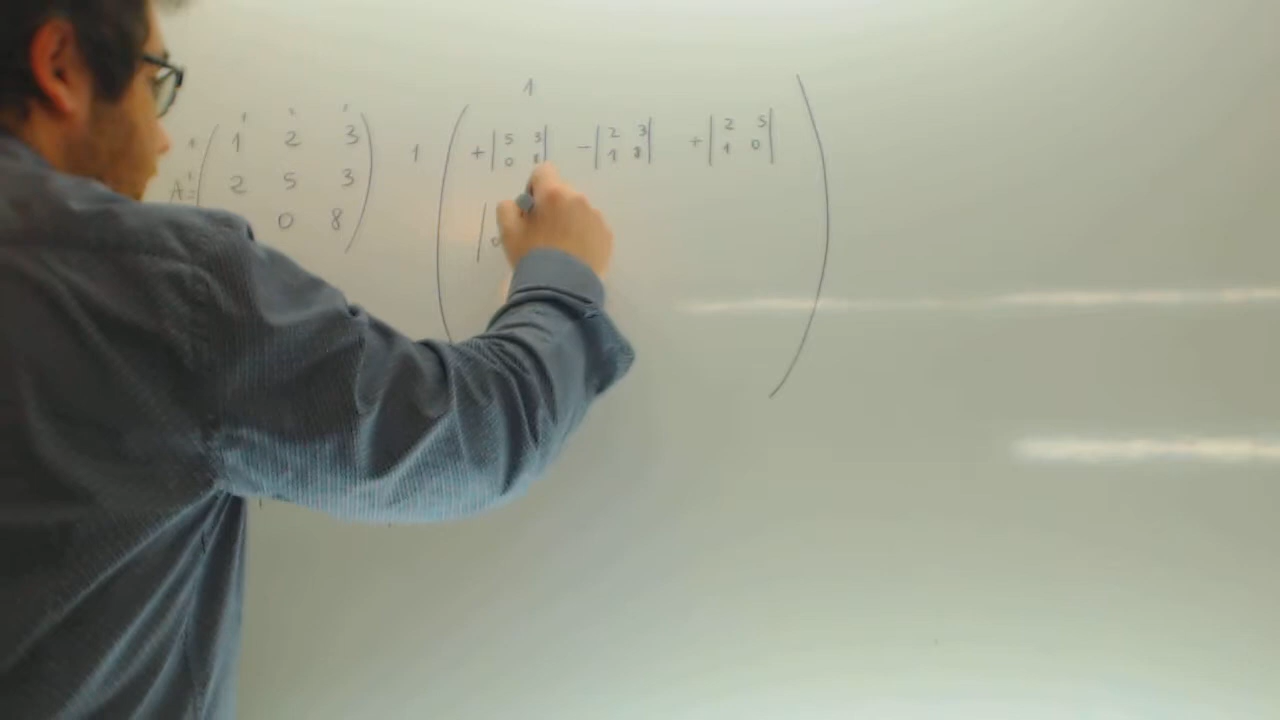 1
1 2 3 1 + | 5 3 | - | 2 3 | + | 2 5 |
| 0 8 | | 1 8 | | 1 0 |
A = 2 5 3
0 8 | 0